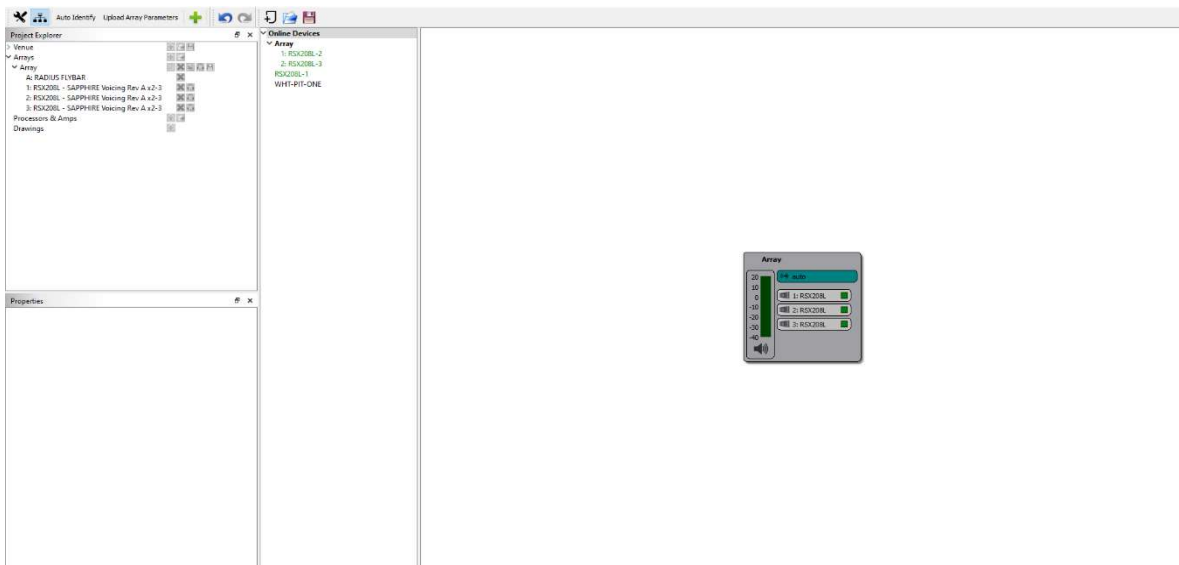 Auto Identify Upload Array Parameters
Project Explorer
Venue
Arrays
Array
A: RADIUS FLYBAR
1: RSX208L - SAPPHIRE Voicing Rev A x2-3
2: RSX208L - SAPPHIRE Voicing Rev A x2-3
3: RSX208L - SAPPHIRE Voicing Rev A x2-3
Processors & Amps
Drawings
Properties
Online Devices
Array
1: RSX208L-2
2: RSX208L-3
RSX208L-1
WHT-PIT-ONE
Array
20
10
0
-10
-20
-30
-40
auto
1: RSX208L
2: RSX208L
3: RSX208L